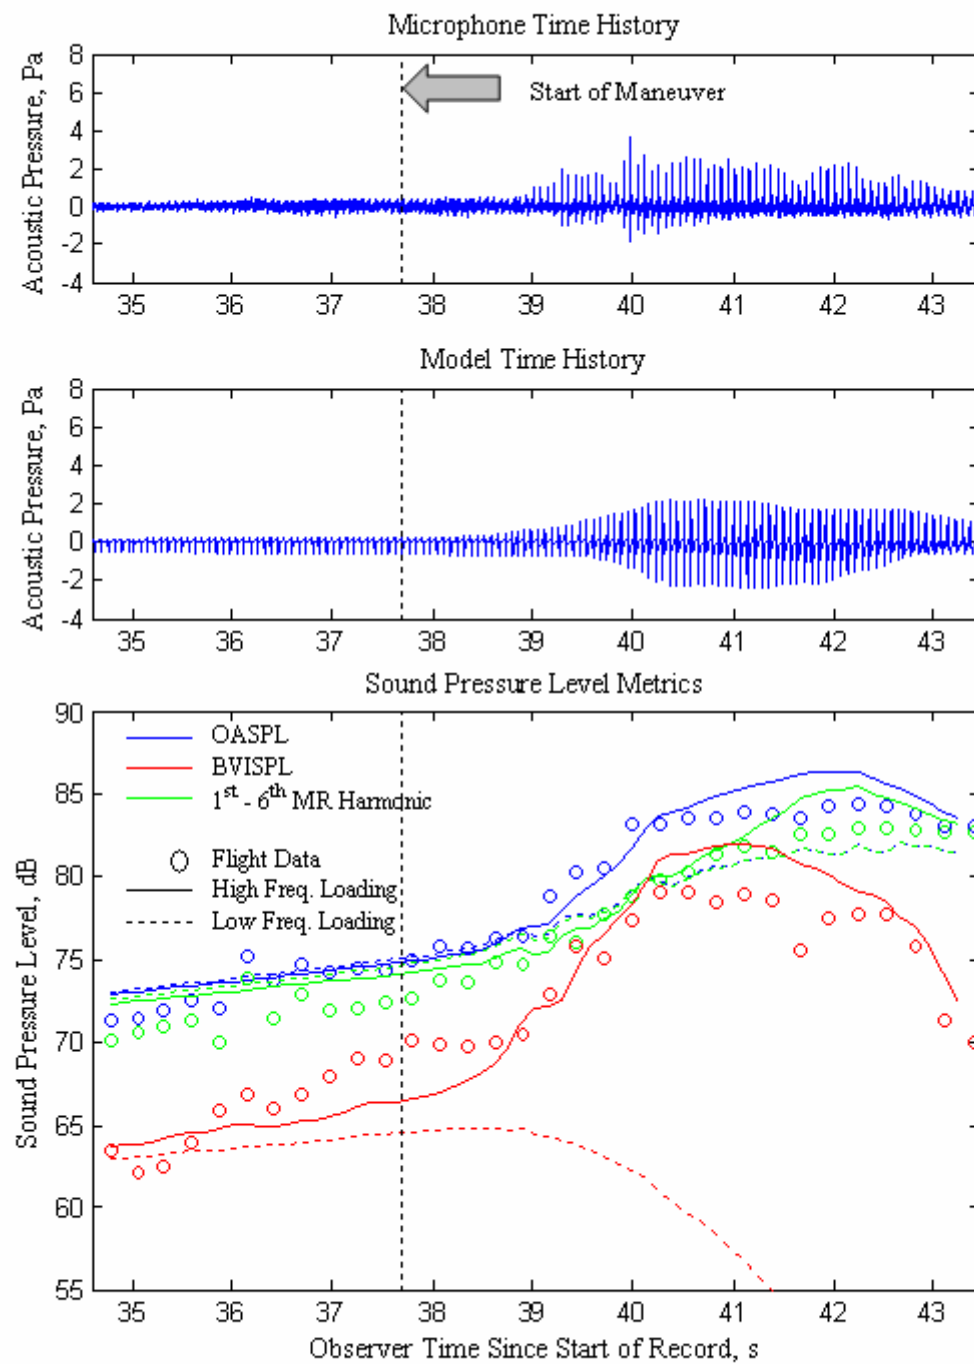 Microphone Time History
Acoustic Pressure, Pa
8
6
4
2
0
-2
-4
Start of Maneuver
35 36 37 38 39 40 41 42 43
Model Time History
Acoustic Pressure, Pa
8
6
4
2
0
-2
-4
35 36 37 38 39 40 41 42 43
Sound Pressure Level Metrics
Sound Pressure Level, dB
90
85
80
75
70
65
60
55
OASPL
BVISPL
1st - 6th MR Harmonic
Flight Data
High Freq. Loading
Low Freq. Loading
35 36 37 38 39 40 41 42 43
Observer Time Since Start of Record, s